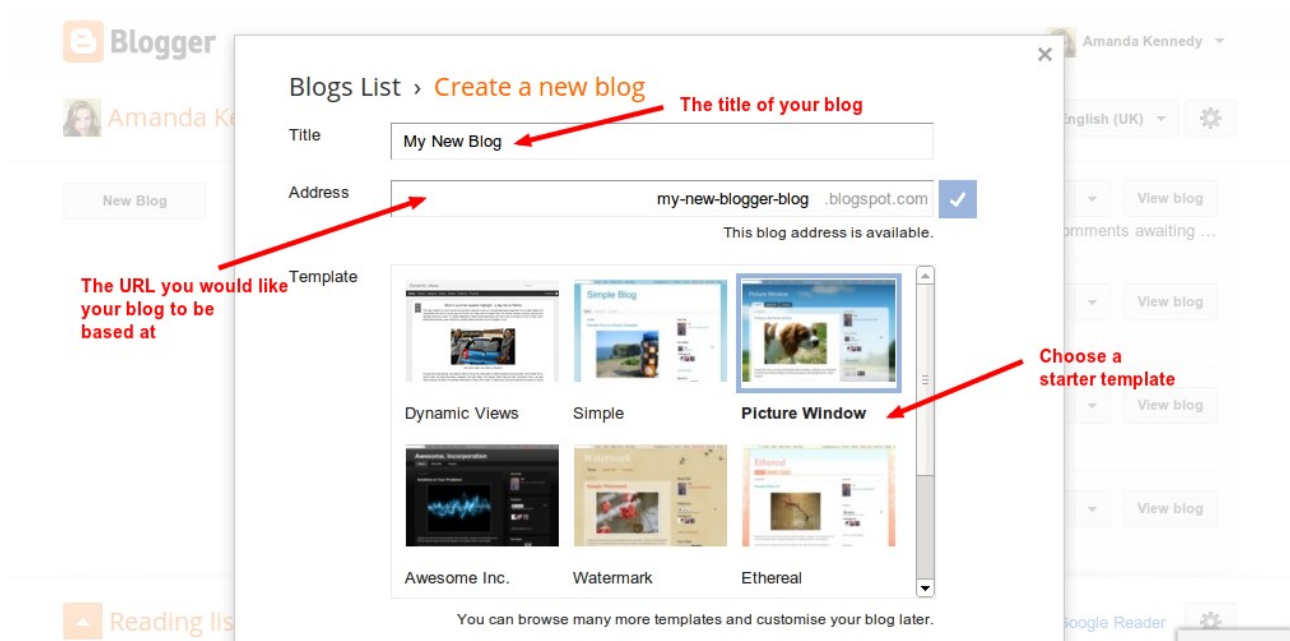 Blogger
Amanda Kennedy
Blogs List › Create a new blog
The title of your blog
Amanda Ke
English (UK)
Title
My New Blog
Address
my-new-blogger-blog .blogspot.com
New Blog
View blog
This blog address is available.
omments awaiting ...
The URL you would like
your blog to be
based at
Template
Dynamic views
Simple Blog
Picture Window
View blog
Choose a
starter template
Dynamic Views
Simple
Picture Window
View blog
Awesome, Incorporation
Watermark
Ethereal
View blog
Awesome Inc.
Watermark
Ethereal
You can browse many more templates and customise your blog later.
Reading lis
Google Reader